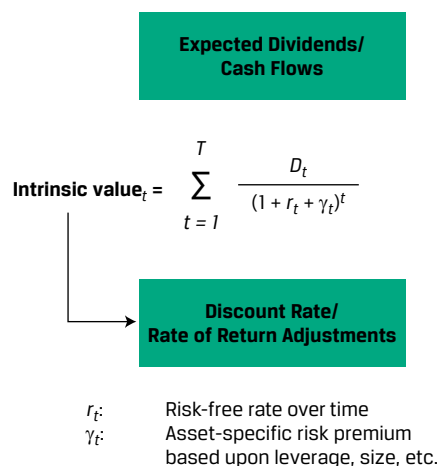 Expected Dividends/
Cash Flows
T
Intrinsic valueₜ = Σ Dₜ / (1 + rₜ + γₜ)ᵗ
t = 1
Discount Rate/
Rate of Return Adjustments
rₜ: Risk-free rate over time
γₜ: Asset-specific risk premium
based upon leverage, size, etc.